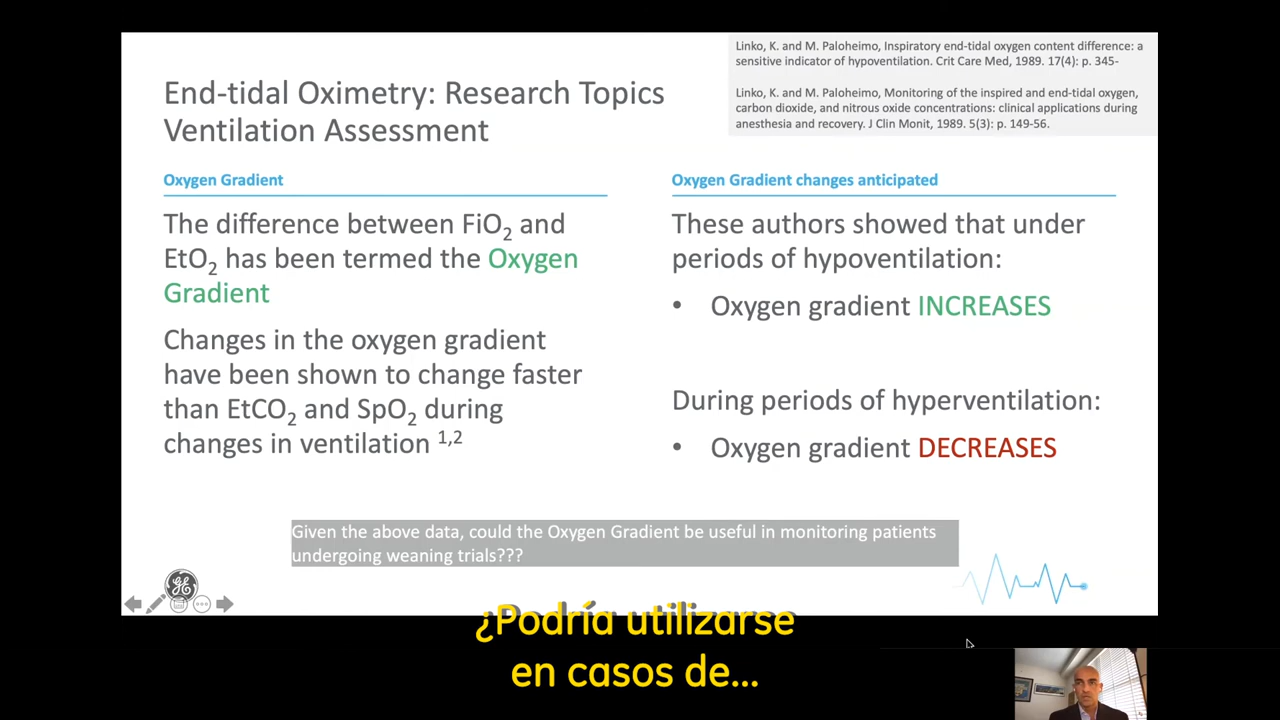 Linko, K. and M. Paloheimo, Inspiratory end-tidal oxygen content difference: a
sensitive indicator of hypoventilation. Crit Care Med, 1989. 17(4): p. 345-
Linko, K. and M. Paloheimo, Monitoring of the inspired and end-tidal oxygen,
carbon dioxide, and nitrous oxide concentrations: clinical applications during
anesthesia and recovery. J Clin Monit, 1989. 5(3): p. 149-56.
End-tidal Oximetry: Research Topics
Ventilation Assessment
Oxygen Gradient
The difference between FiO₂ and
EtO₂ has been termed the Oxygen
Gradient
Changes in the oxygen gradient
have been shown to change faster
than EtCO₂ and SpO₂ during
changes in ventilation ¹,²
Oxygen Gradient changes anticipated
These authors showed that under
periods of hypoventilation:
• Oxygen gradient INCREASES
During periods of hyperventilation:
• Oxygen gradient DECREASES
Given the above data, could the Oxygen Gradient be useful in monitoring patients
undergoing weaning trials???
GE
¿Podría utilizarse
en casos de...